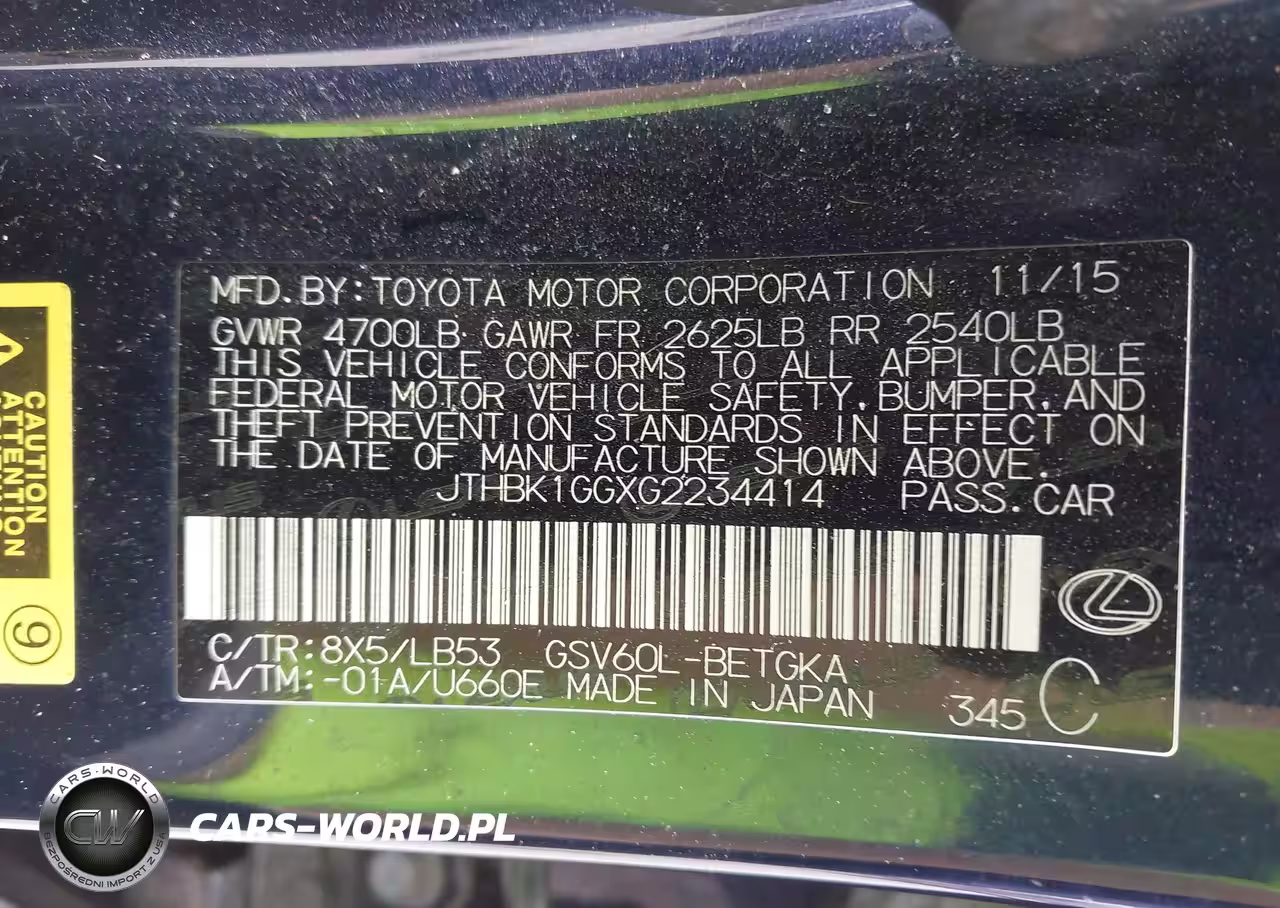 MFD.BY:TOYOTA MOTOR CORPORATION 11/15
GVWR 4700LB GAWR FR 2625LB RR 2540LB
THIS VEHICLE CONFORMS TO ALL APPLICABLE
FEDERAL MOTOR VEHICLE SAFETY,BUMPER,AND
THEFT PREVENTION STANDARDS IN EFFECT ON
THE DATE OF MANUFACTURE SHOWN ABOVE.
JTHBK1GGXG2234414 PASS.CAR
C/TR:8X5/LB53 GSV60L-BETGKA
A/TM:-01A/U660E MADE IN JAPAN
345 C
CAUTION
ATTENTION
9
CARS-WORLD
CW
BEZPOŚREDNI IMPORT Z USA
CARS-WORLD.PL